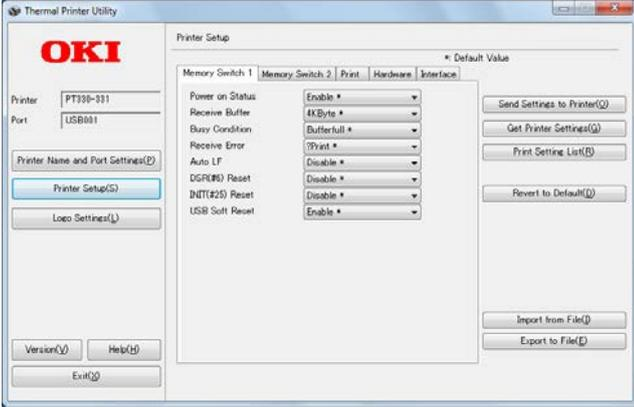 Thermal Printer Utility
OKI
Printer PT330-331
Port USB001
Printer Name and Port Settings(P)
Printer Setup(S)
Logo Settings(L)
Version(V) Help(H)
Exit(X)
Printer Setup
*: Default Value
Memory Switch 1 Memory Switch 2 Print Hardware Interface
Power on Status Enable *
Receive Buffer 4KByte *
Busy Condition Bufferfull *
Receive Error ?Print *
Auto LF Disable *
DSR(#6) Reset Disable *
INIT(#25) Reset Disable *
USB Soft Reset Enable *
Send Settings to Printer(O)
Get Printer Settings(G)
Print Setting List(R)
Revert to Default(D)
Import from File(I)
Export to File(E)